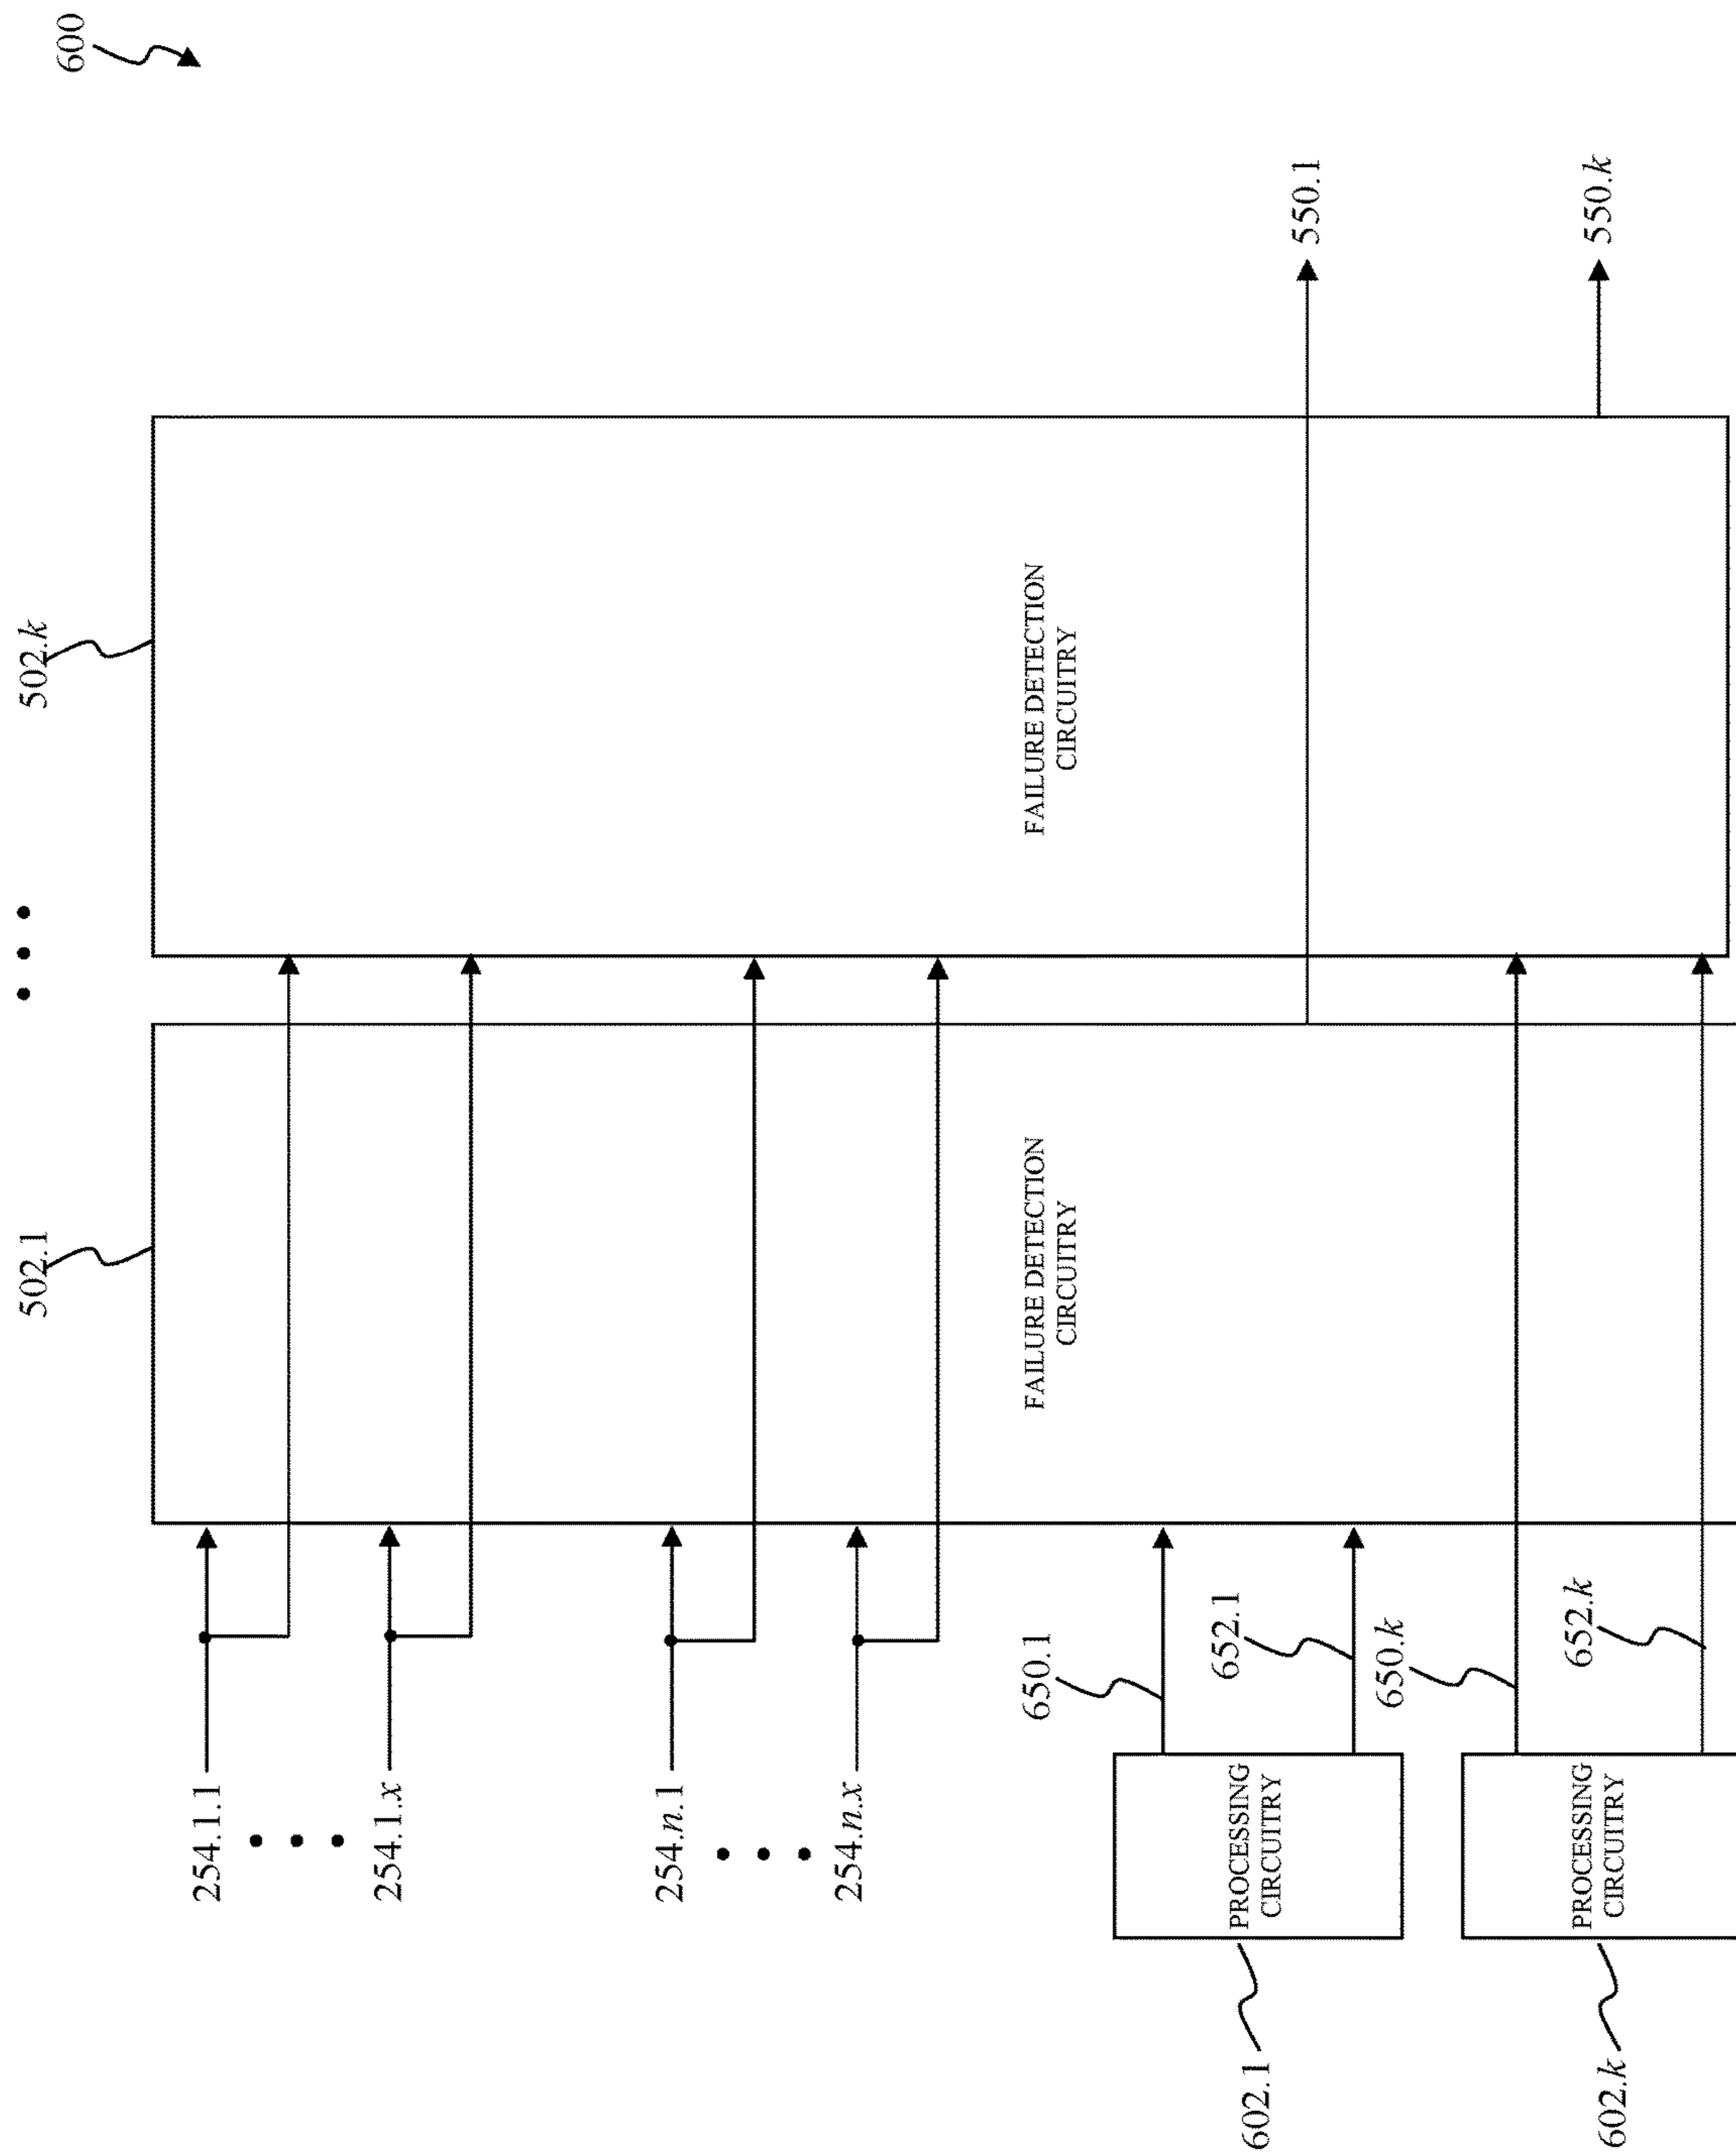 600
502.1
502.k
254.1.1
254.1.x
254.n.1
254.n.x
FAILURE DETECTION
CIRCUITRY
FAILURE DETECTION
CIRCUITRY
650.1
652.1
650.k
652.k
PROCESSING
CIRCUITRY
PROCESSING
CIRCUITRY
602.1
602.k
550.1
550.k